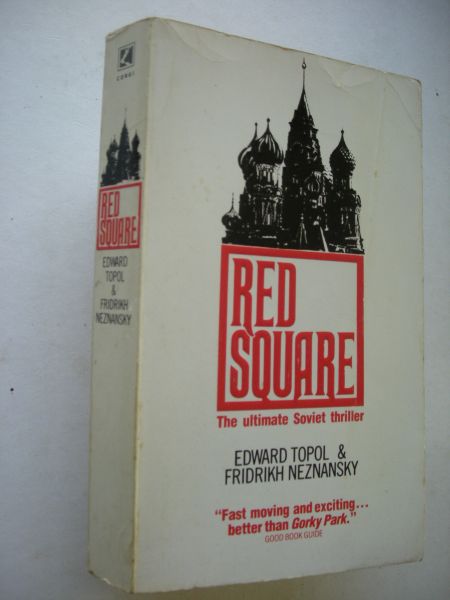 CORGI
RED
SQUARE
EDWARD
TOPOL
&
FRIDRIKH
NEZNANSKY
RED
SQUARE
The ultimate Soviet thriller
EDWARD TOPOL &
FRIDRIKH NEZNANSKY
“Fast moving and exciting...
better than Gorky Park.”
GOOD BOOK GUIDE